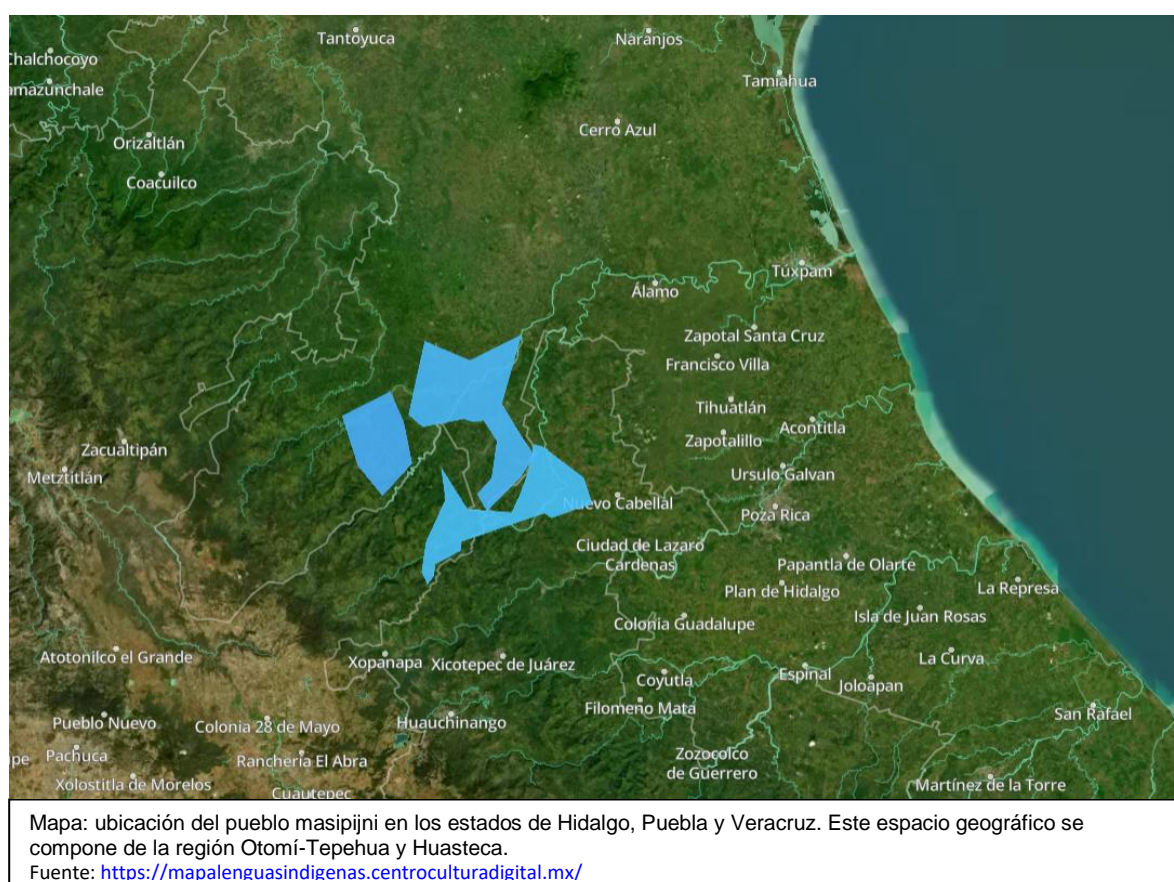 Tantoyuca
Naranjos
Chalchocoyo
Tamiahua
amazunchale
Cerro Azul
Orizaltlán
Coacuilco
Túxpam
Álamo
Zapotal Santa Cruz
Francisco Villa
Tihuatlán
Acontitla
Zapotalillo
Zacualtipán
Metztitlán
Ursulo Galvan
Nuevo Cabellal
Poza Rica
Ciudad de Lazaro
Cardenas
Papantla de Olarte
Plan de Hidalgo
La Represa
Isla de Juan Rosas
Colonia Guadalupe
Atotonilco el Grande
Xopanapa
Xicotepec de Juárez
La Curva
Coyutla
Espinal
Joloapan
Filomeno Mata
San Rafael
Pueblo Nuevo
Colonia 28 de Mayo
Huauchinango
pe
Pachuca
Ranchería El Abra
Zozocolco
de Guerrero
Xolostitla de Morelos
Cuautepec
Martínez de la Torre
Mapa: ubicación del pueblo masipijni en los estados de Hidalgo, Puebla y Veracruz. Este espacio geográfico se
compone de la región Otomí-Tepehua y Huasteca.
Fuente: https://mapalenguasindigenas.centroculturadigital.mx/